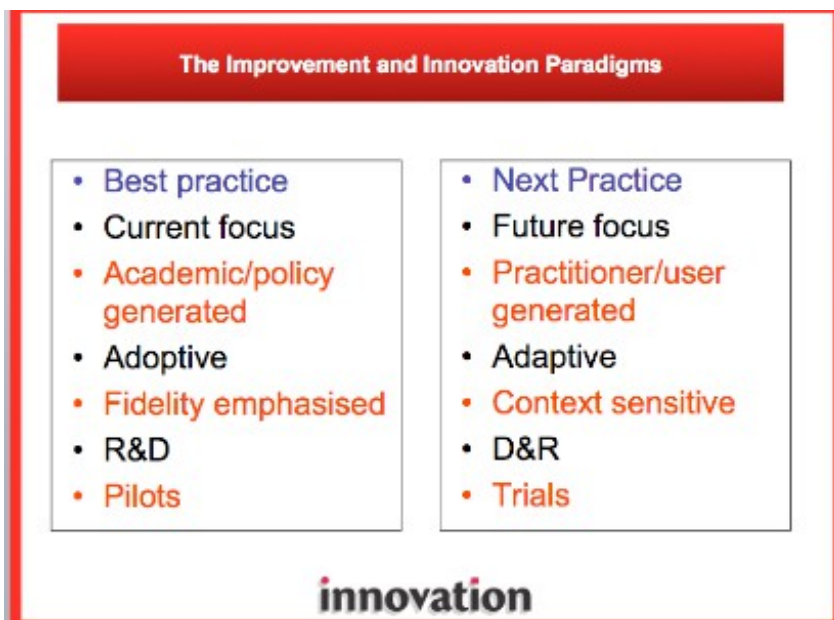 The Improvement and Innovation Paradigms
• Best practice
• Current focus
• Academic/policy
generated
• Adoptive
• Fidelity emphasised
• R&D
• Pilots
• Next Practice
• Future focus
• Practitioner/user
generated
• Adaptive
• Context sensitive
• D&R
• Trials
innovation